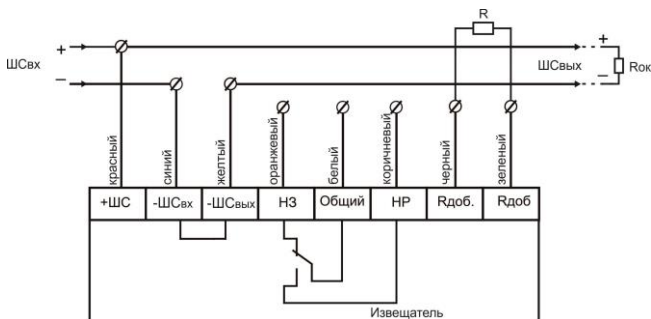 R
+
ШСвх
−
+
ШСвых
−
Rок
красный
синий
желтый
оранжевый
белый
коричневый
черный
зеленый
+ШС
-ШСвх
-ШСвых
НЗ
Общий
НР
Rдоб.
Rдоб
Извещатель